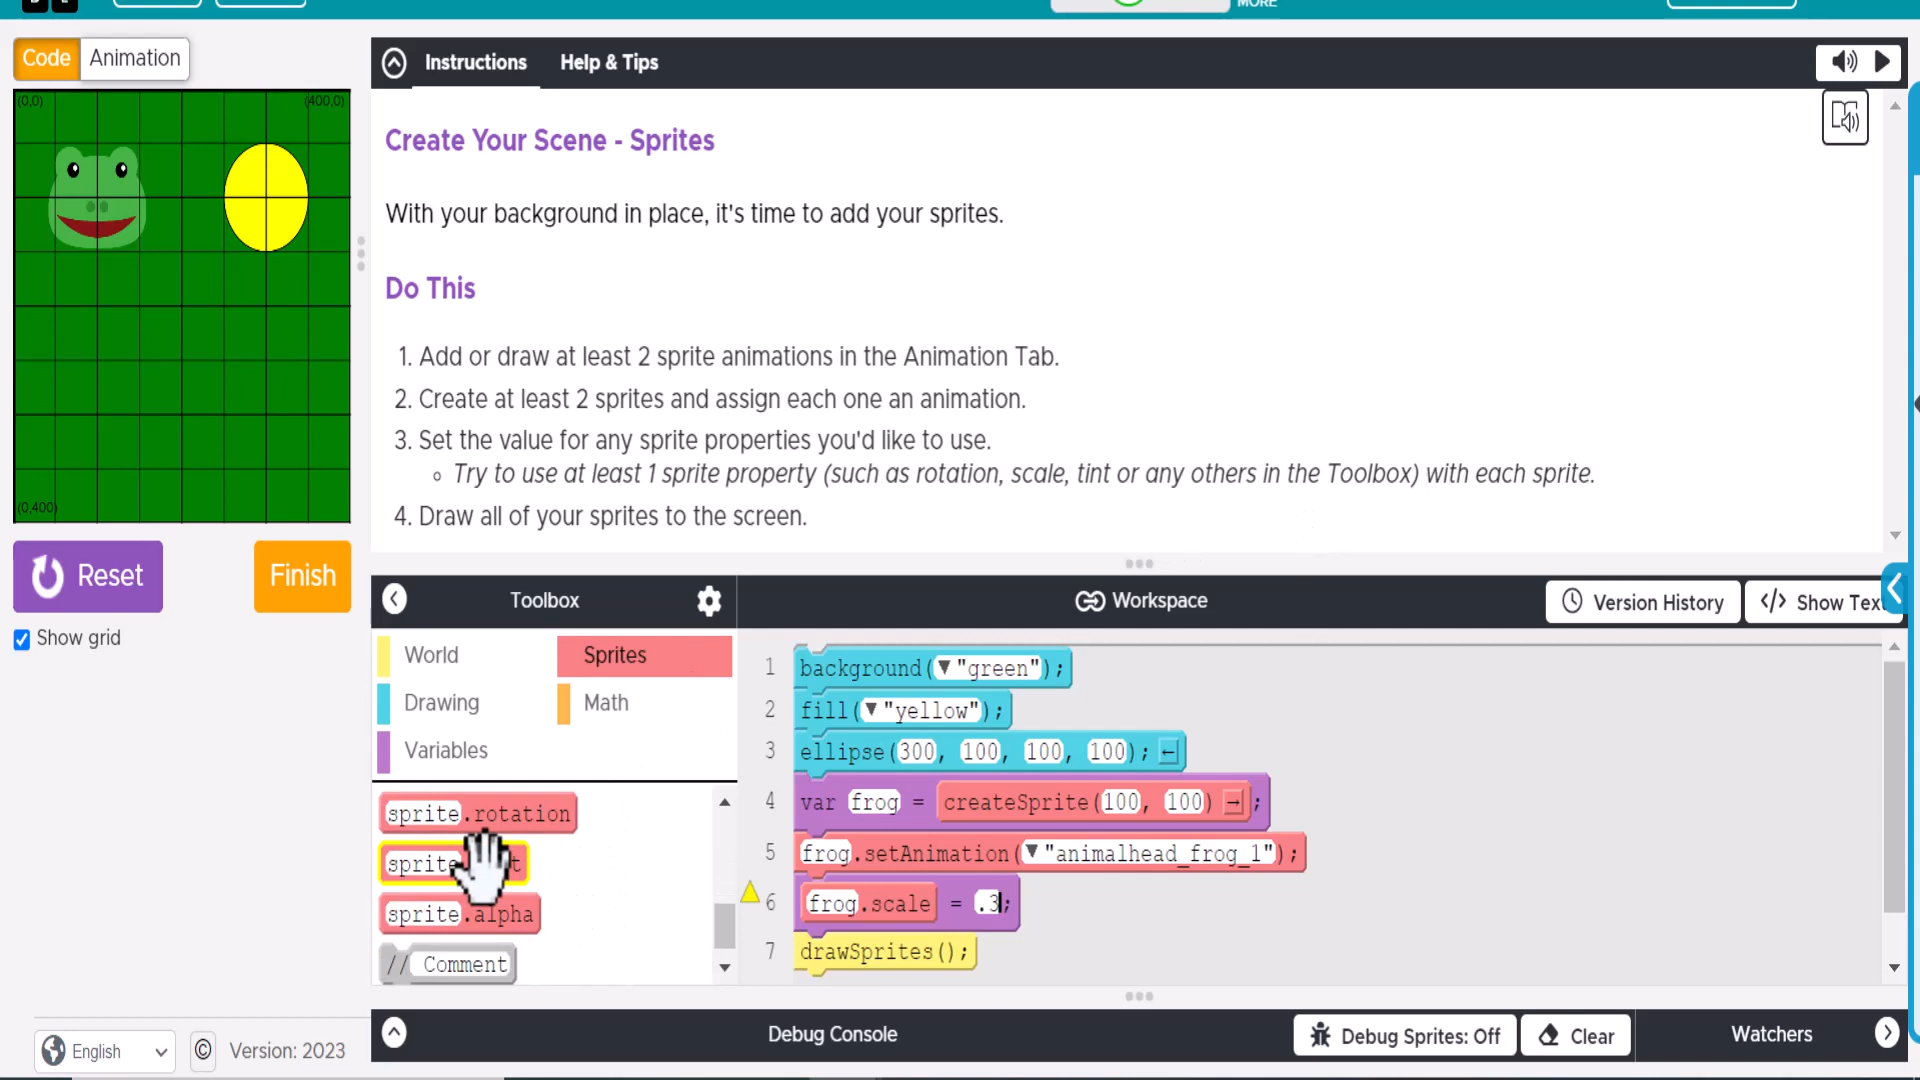 MORE
Code Animation
Instructions Help & Tips
(0,0) (400,0)
(0,400)
Create Your Scene - Sprites
With your background in place, it's time to add your sprites.
Do This
1. Add or draw at least 2 sprite animations in the Animation Tab.
2. Create at least 2 sprites and assign each one an animation.
3. Set the value for any sprite properties you'd like to use.
Try to use at least 1 sprite property (such as rotation, scale, tint or any others in the Toolbox) with each sprite.
4. Draw all of your sprites to the screen.
Reset Finish
Show grid
Toolbox Workspace Version History </> Show Text
World Sprites
Drawing Math
Variables
sprite.rotation
sprite
sprite.alpha
// Comment
1 background("green");
2 fill("yellow");
3 ellipse(300, 100, 100, 100);
4 var frog = createSprite(100, 100);
5 frog.setAnimation("animalhead_frog_1");
6 frog.scale = .3;
7 drawSprites();
English © Version: 2023
Debug Console Debug Sprites: Off Clear Watchers